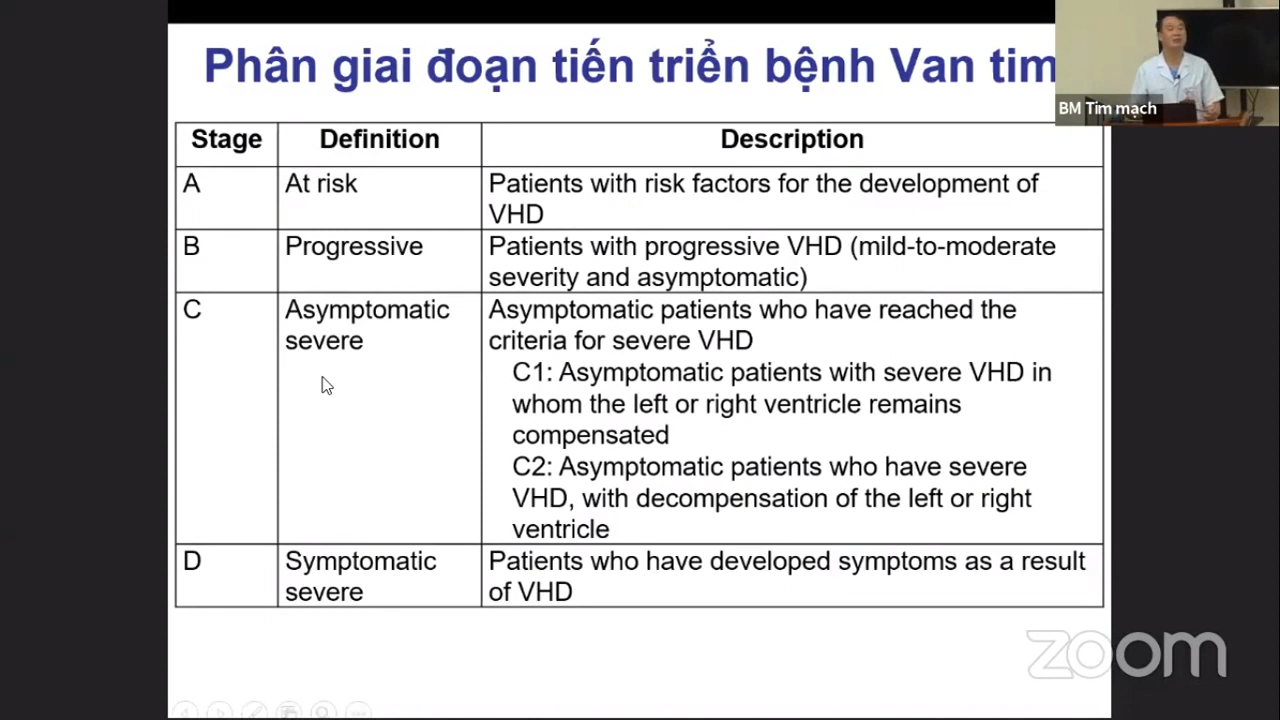 Phân giai đoạn tiến triển bệnh Van tim
BM Tim mạch
Stage Definition Description
A At risk Patients with risk factors for the development of
VHD
B Progressive Patients with progressive VHD (mild-to-moderate
severity and asymptomatic)
C Asymptomatic Asymptomatic patients who have reached the
severe criteria for severe VHD
C1: Asymptomatic patients with severe VHD in
whom the left or right ventricle remains
compensated
C2: Asymptomatic patients who have severe
VHD, with decompensation of the left or right
ventricle
D Symptomatic Patients who have developed symptoms as a result
severe of VHD
zoom